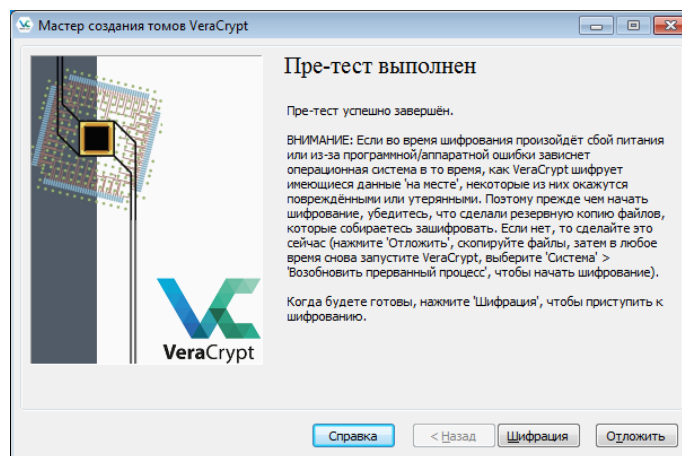 Мастер создания томов VeraCrypt
Пре-тест выполнен
Пре-тест успешно завершён.
ВНИМАНИЕ: Если во время шифрования произойдёт сбой питания
или из-за программной/аппаратной ошибки зависнет
операционная система в то время, как VeraCrypt шифрует
имеющиеся данные 'на месте', некоторые из них окажутся
повреждёнными или утерянными. Поэтому прежде чем начать
шифрование, убедитесь, что сделали резервную копию файлов,
которые собираетесь зашифровать. Если нет, то сделайте это
сейчас (нажмите 'Отложить', скопируйте файлы, затем в любое
время снова запустите VeraCrypt, выберите 'Система' >
'Возобновить прерванный процесс', чтобы начать шифрование).
Когда будете готовы, нажмите 'Шифрация', чтобы приступить к
шифрованию.
VeraCrypt
Справка
< Назад
Шифрация
Отложить